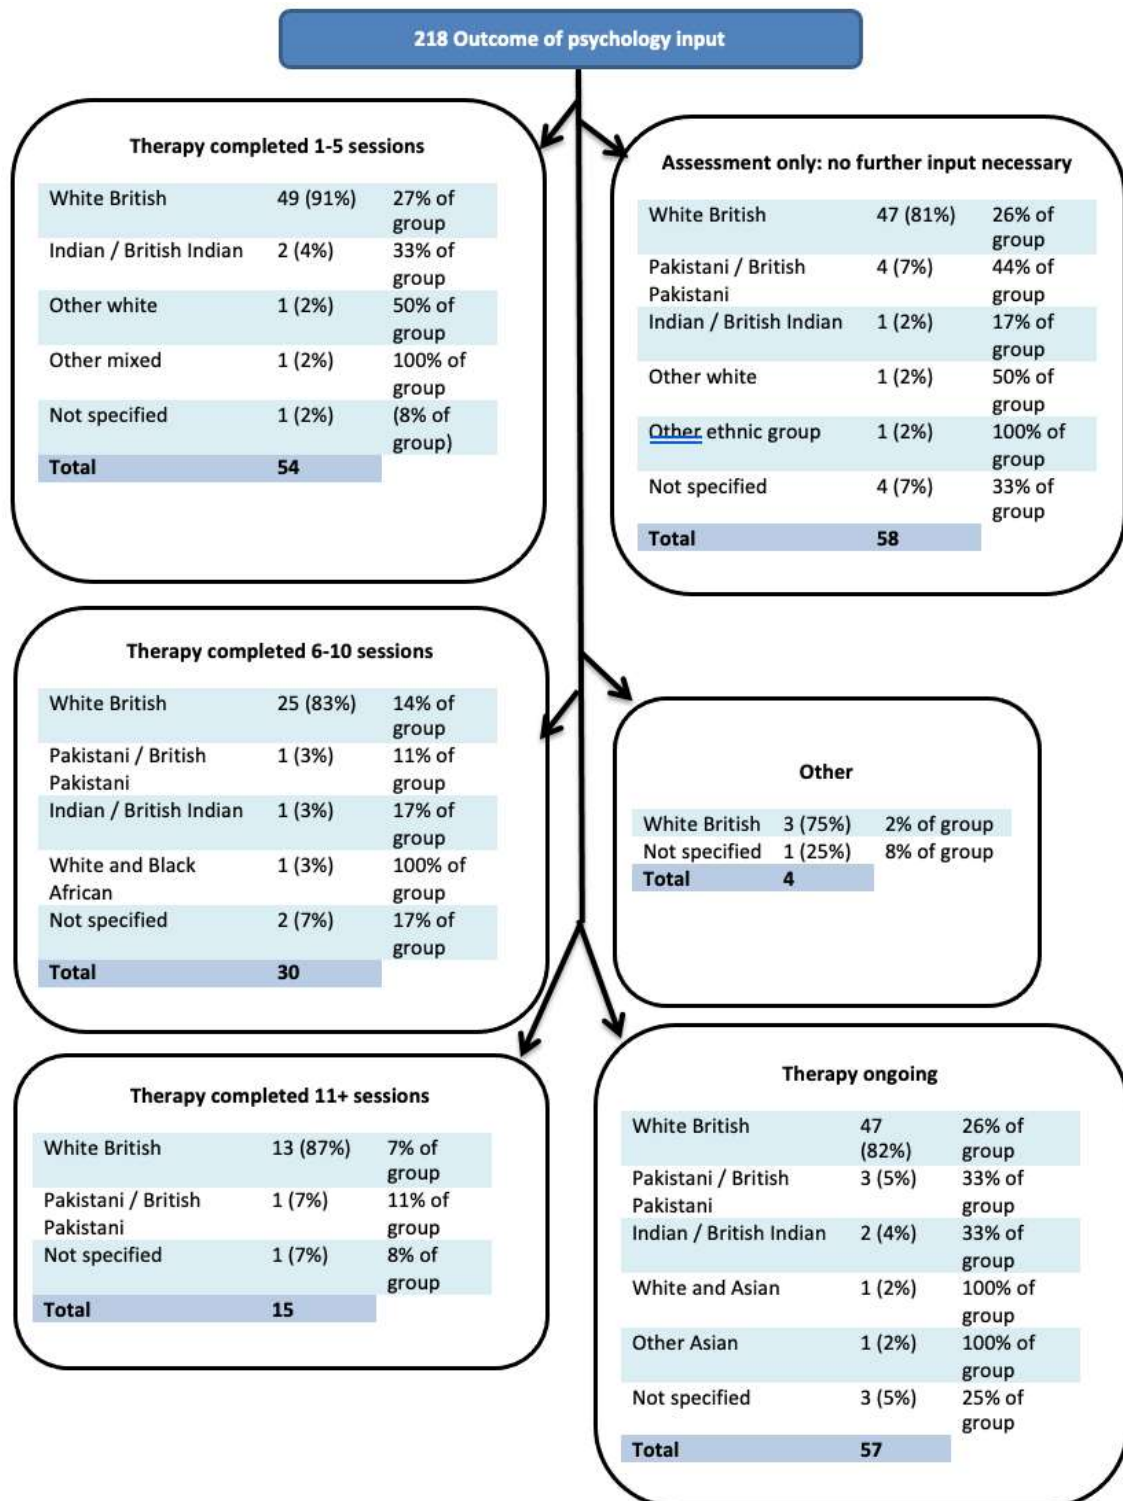 218 Outcome of psychology input
Therapy completed 1-5 sessions
White British 49 (91%) 27% of
group
Indian / British Indian 2 (4%) 33% of
group
Other white 1 (2%) 50% of
group
Other mixed 1 (2%) 100% of
group
Not specified 1 (2%) (8% of
group)
Total 54
Assessment only: no further input necessary
White British 47 (81%) 26% of
group
Pakistani / British 4 (7%) 44% of
Pakistani group
Indian / British Indian 1 (2%) 17% of
group
Other white 1 (2%) 50% of
group
Other ethnic group 1 (2%) 100% of
group
Not specified 4 (7%) 33% of
group
Total 58
Therapy completed 6-10 sessions
White British 25 (83%) 14% of
group
Pakistani / British 1 (3%) 11% of
Pakistani group
Indian / British Indian 1 (3%) 17% of
group
White and Black 1 (3%) 100% of
African group
Not specified 2 (7%) 17% of
group
Total 30
Other
White British 3 (75%) 2% of group
Not specified 1 (25%) 8% of group
Total 4
Therapy completed 11+ sessions
White British 13 (87%) 7% of
group
Pakistani / British 1 (7%) 11% of
Pakistani group
Not specified 1 (7%) 8% of
group
Total 15
Therapy ongoing
White British 47 26% of
(82%) group
Pakistani / British 3 (5%) 33% of
Pakistani group
Indian / British Indian 2 (4%) 33% of
group
White and Asian 1 (2%) 100% of
group
Other Asian 1 (2%) 100% of
group
Not specified 3 (5%) 25% of
group
Total 57